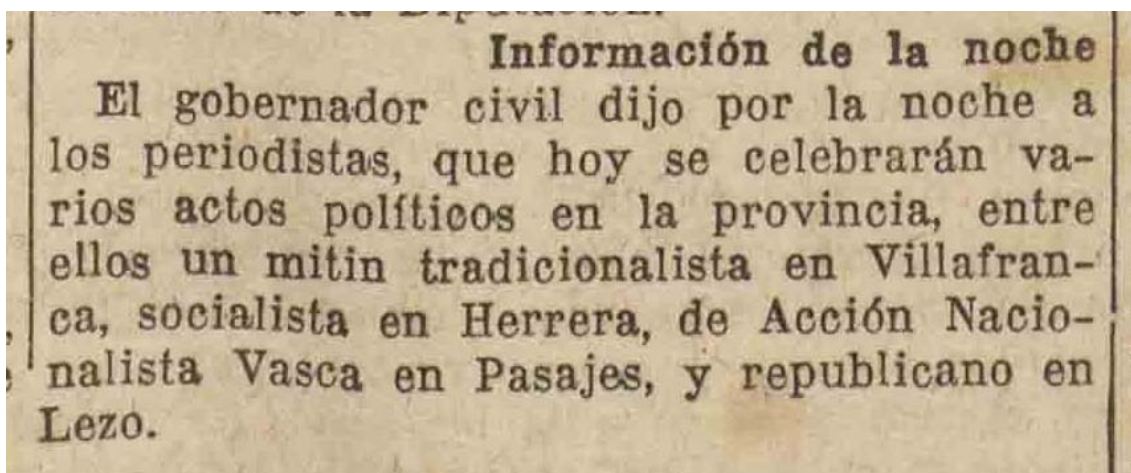 Información de la noche
El gobernador civil dijo por la noche a
los periodistas, que hoy se celebrarán va-
rios actos políticos en la provincia, entre
ellos un mitin tradicionalista en Villafran-
ca, socialista en Herrera, de Acción Nacio-
nalista Vasca en Pasajes, y republicano en
Lezo.